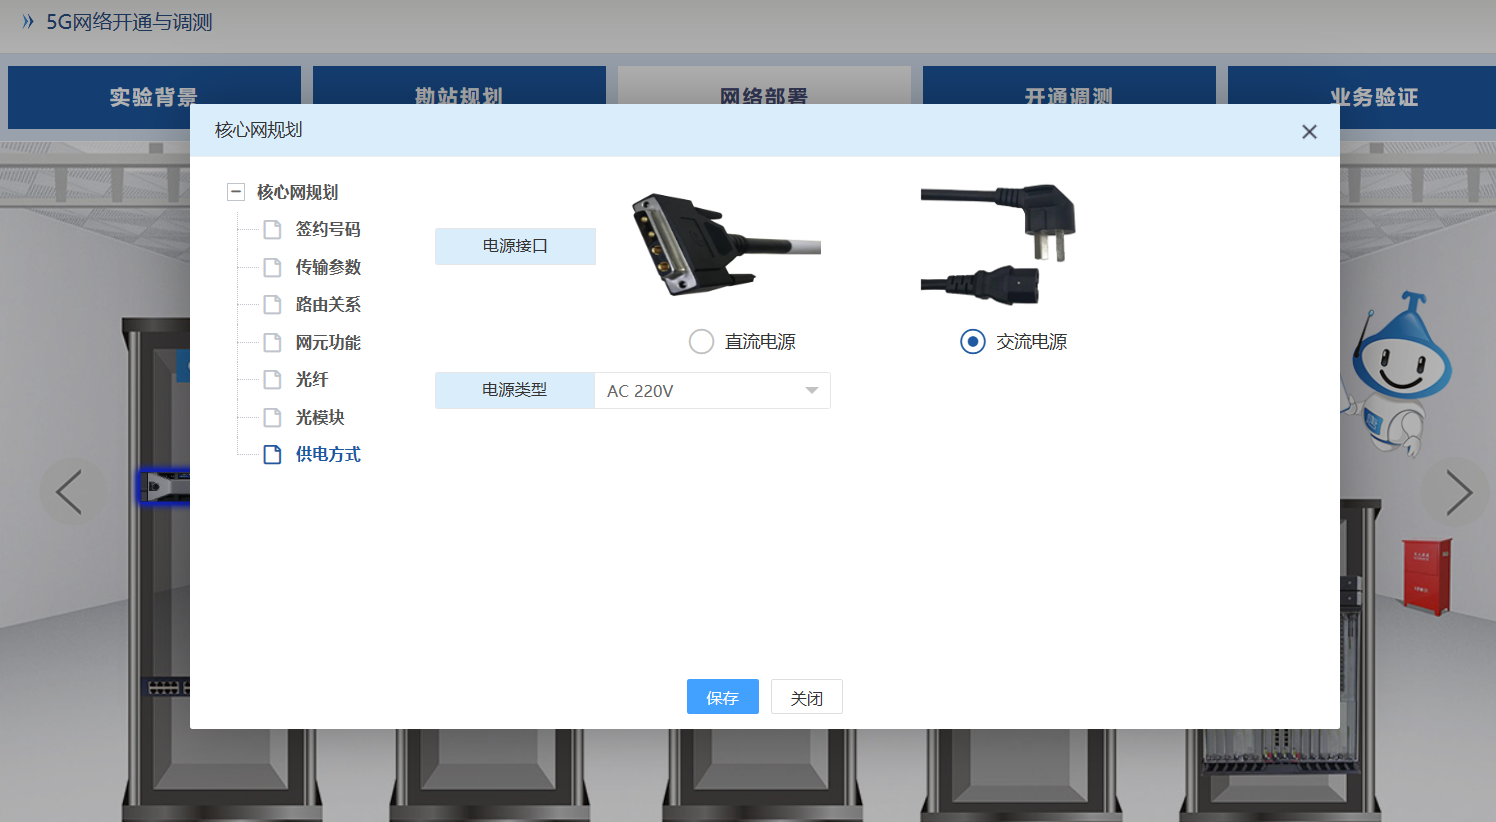 5G网络开通与调测
实验背景
勘站规划
网络部署
开通调测
业务验证
核心网规划
核心网规划
签约号码
传输参数
路由关系
网元功能
光纤
光模块
供电方式
电源接口
直流电源
交流电源
电源类型
AC 220V
保存
关闭